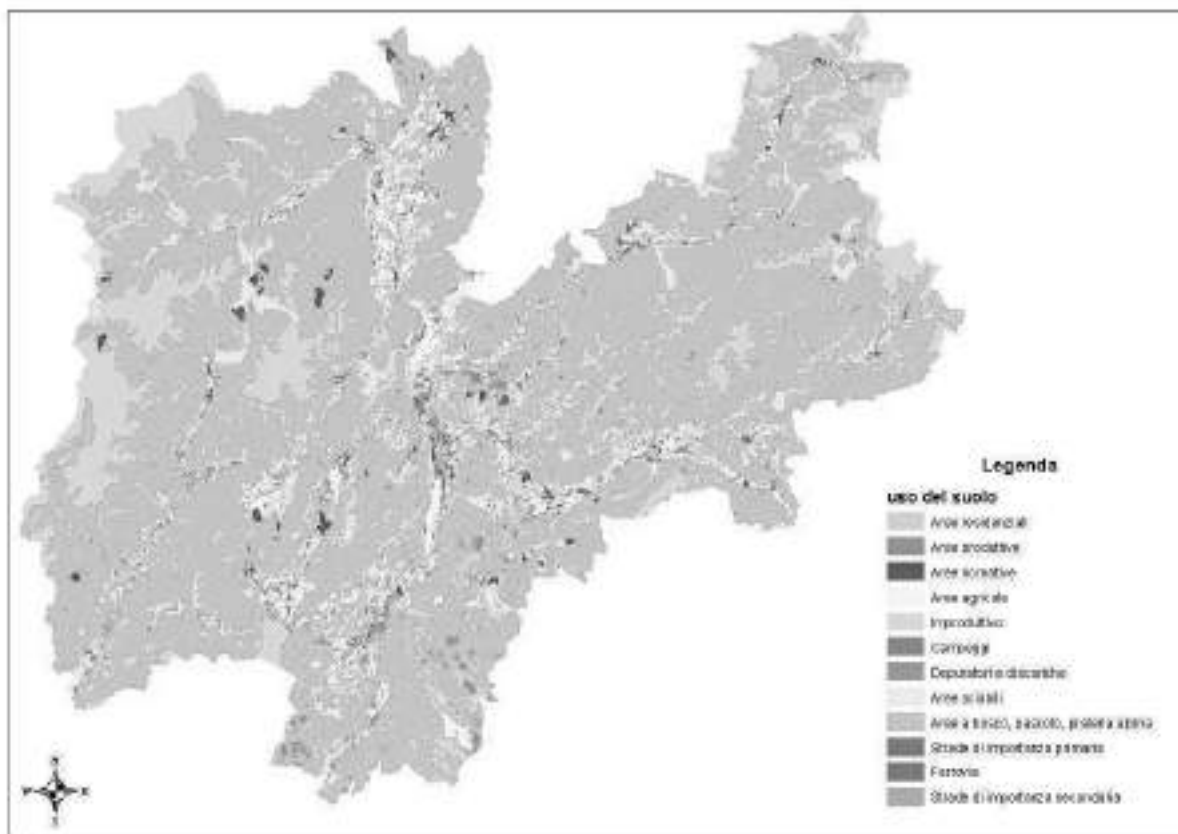 Legenda
uso del suolo
Aree residenziali
Aree produttive
Aree normative
Aree agricole
Improduttivo
Campeggi
Depuratori e discariche
Aree sciabili
Aree a bosco, pascolo, prateria alpina
Strade di importanza primaria
Ferrovia
Strade di importanza secondaria